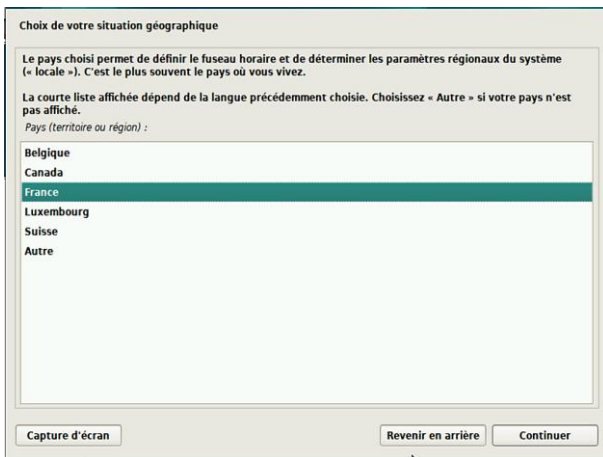 Choix de votre situation géographique
Le pays choisi permet de définir le fuseau horaire et de déterminer les paramètres régionaux du système
(« locale »). C'est le plus souvent le pays où vous vivez.
La courte liste affichée dépend de la langue précédemment choisie. Choisissez « Autre » si votre pays n'est
pas affiché.
Pays (territoire ou région) :
Belgique
Canada
France
Luxembourg
Suisse
Autre
Capture d'écran
Revenir en arrière
Continuer